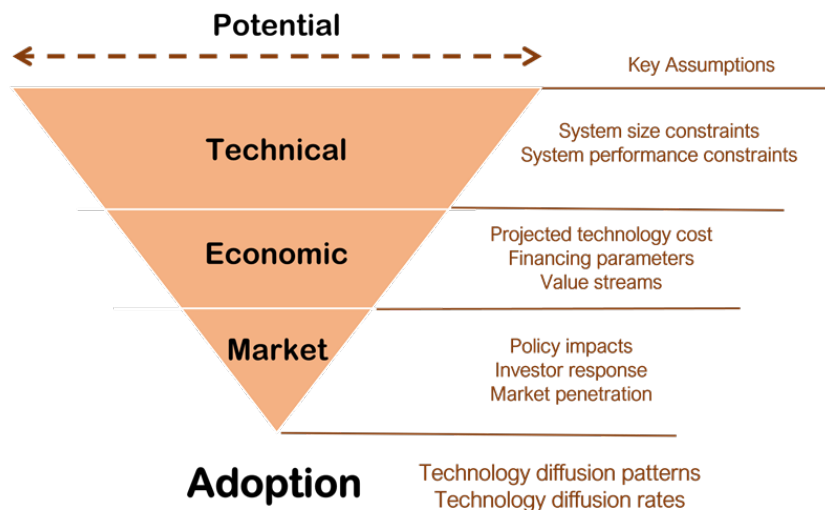 Potential
Key Assumptions
Technical
System size constraints
System performance constraints
Economic
Projected technology cost
Financing parameters
Value streams
Market
Policy impacts
Investor response
Market penetration
Adoption
Technology diffusion patterns
Technology diffusion rates